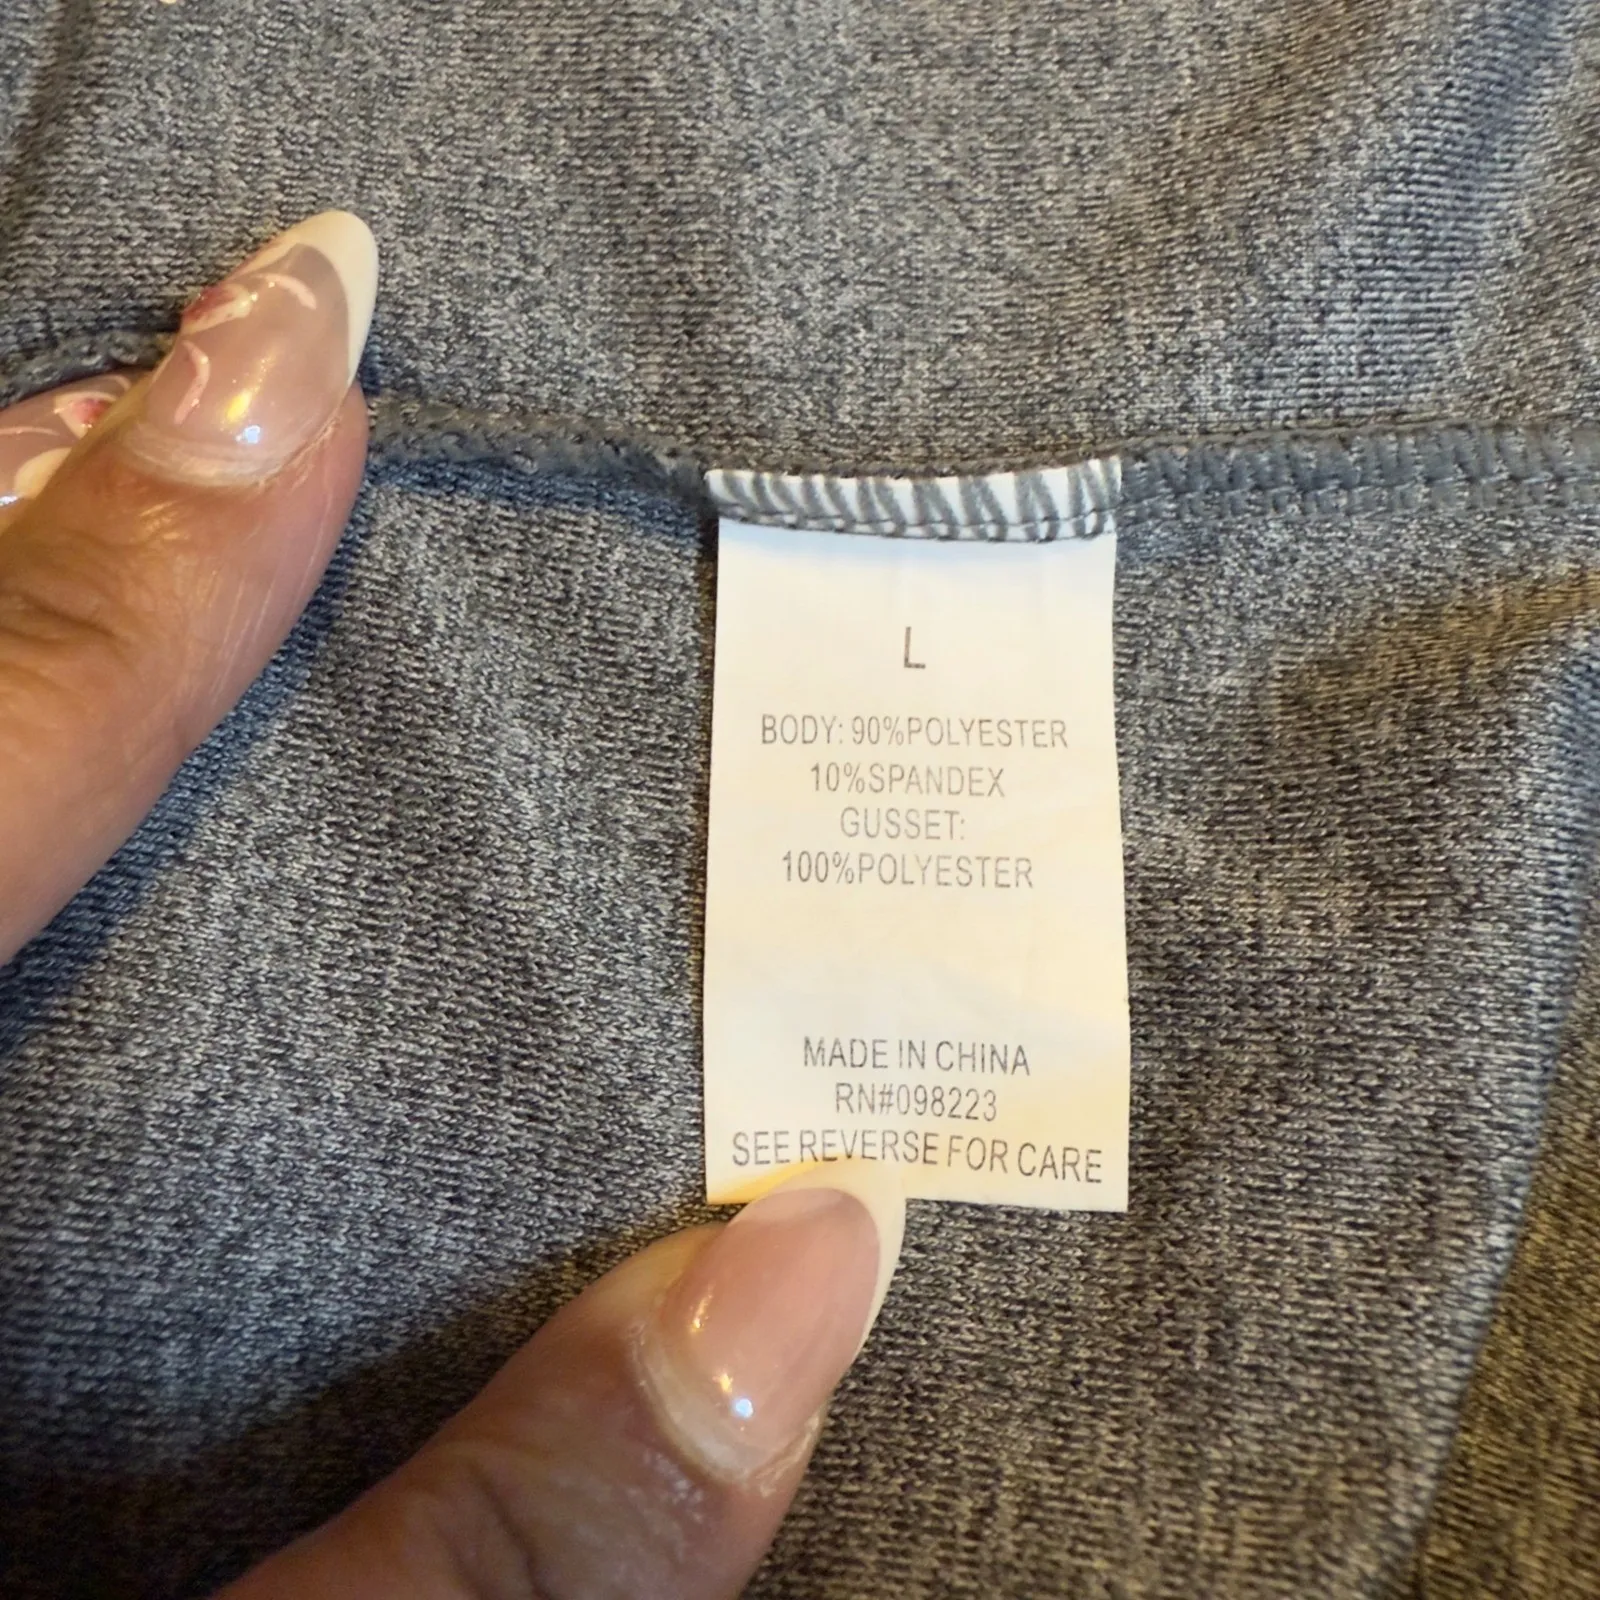 L
BODY: 90%POLYESTER
10%SPANDEX
GUSSET:
100%POLYESTER
MADE IN CHINA
RN#098223
SEE REVERSE FOR CARE